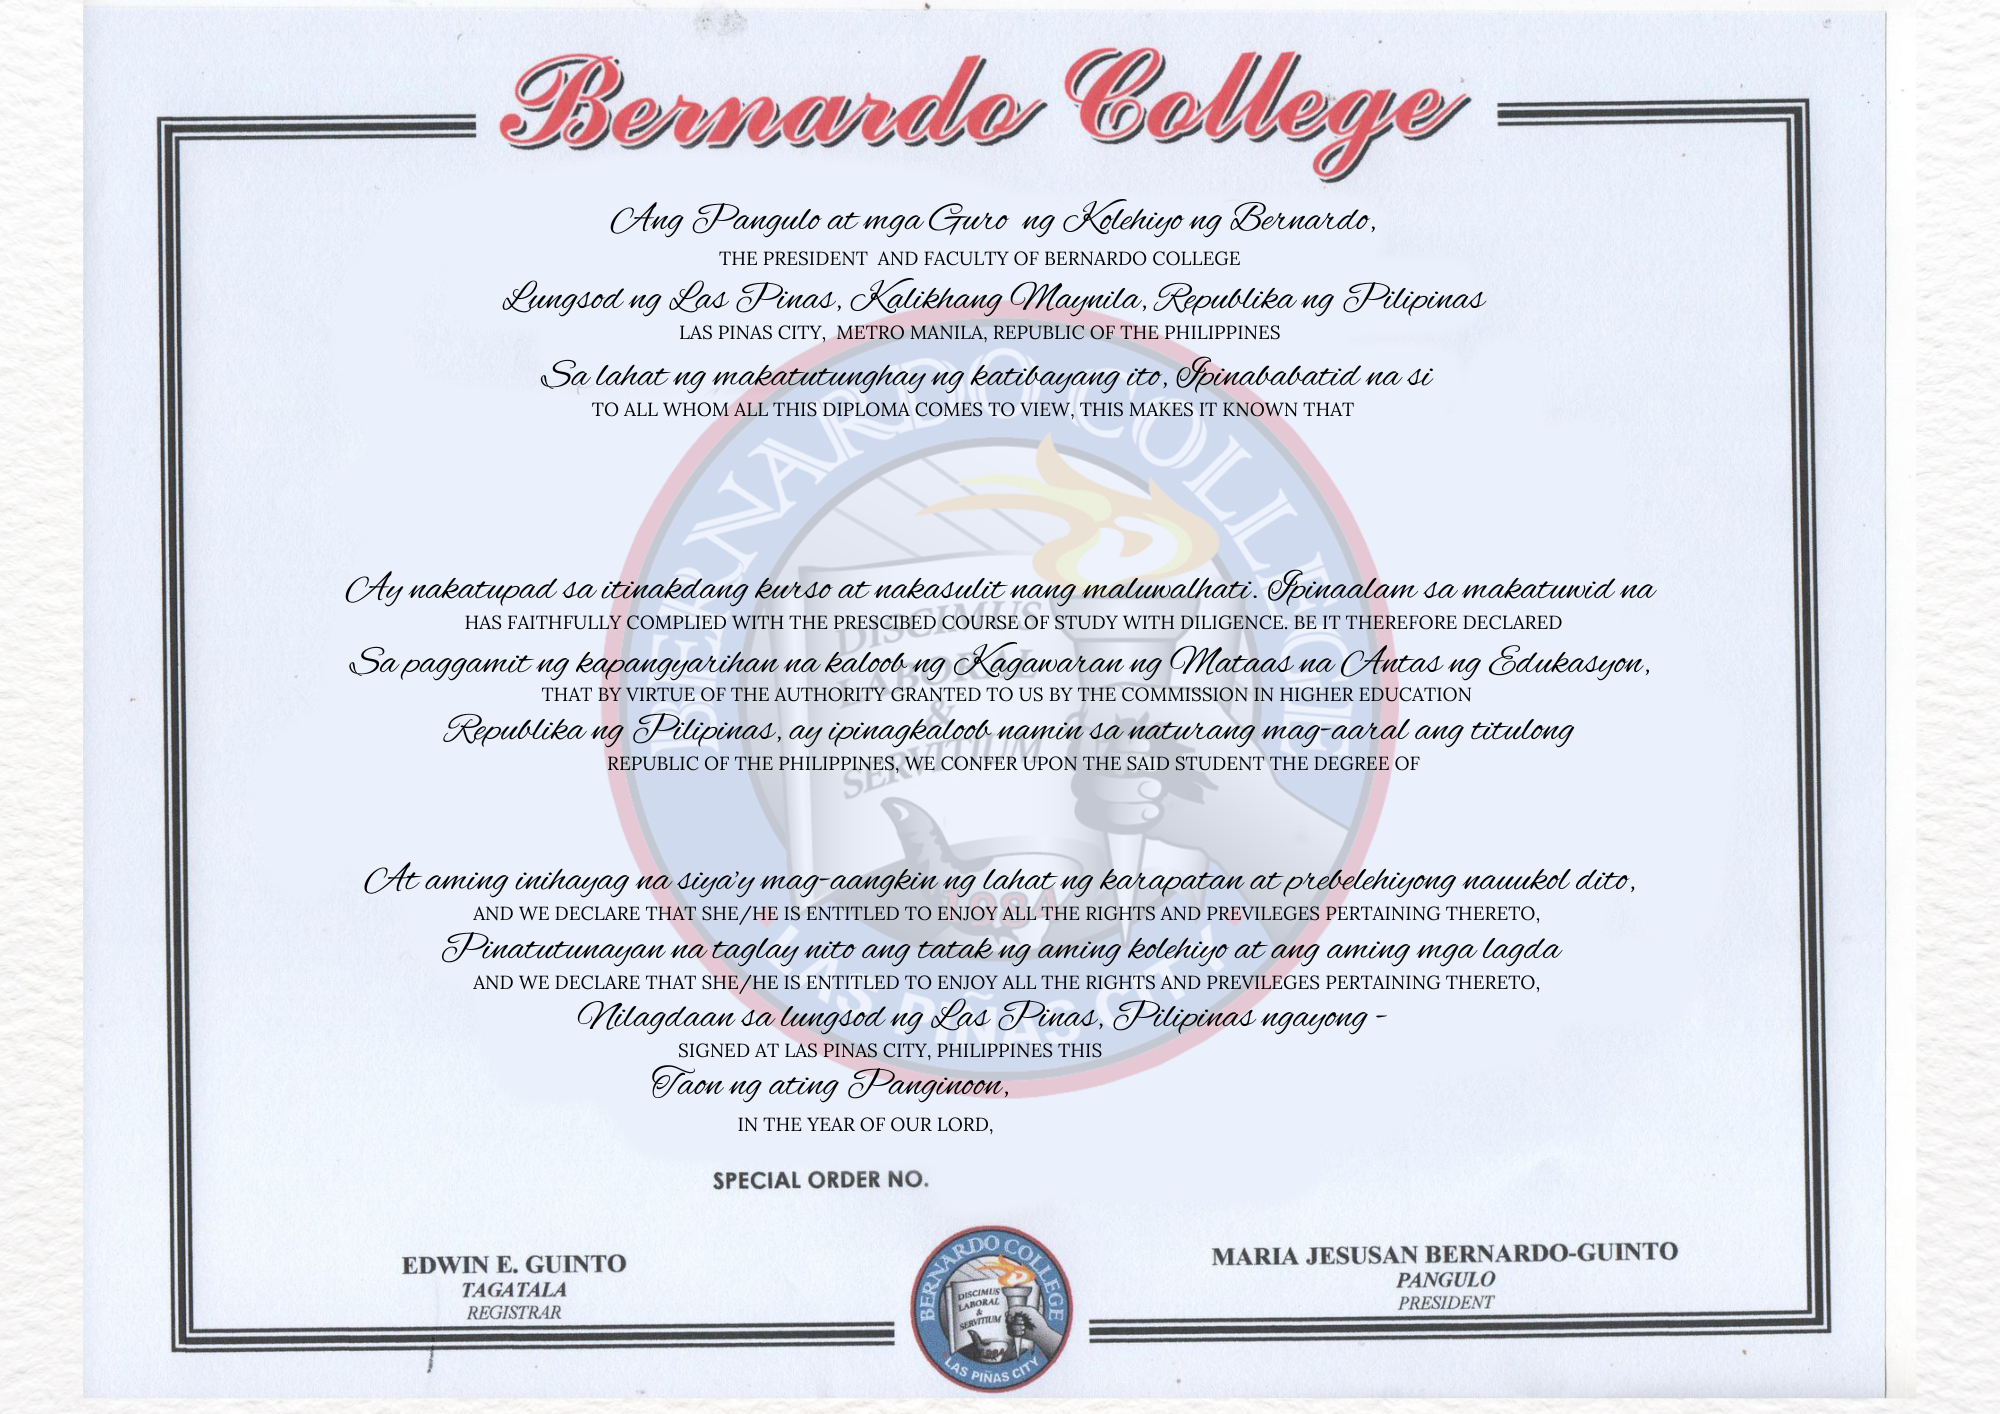 Bernardo College
Ang Pangulo at mga Guro ng Kolehiyo ng Bernardo,
THE PRESIDENT AND FACULTY OF BERNARDO COLLEGE
Lungsod ng Las Pinas, Kalikhang Maynila, Republika ng Pilipinas
LAS PINAS CITY, METRO MANILA, REPUBLIC OF THE PHILIPPINES
Sa lahat ng makatutunghay ng katibayang ito, Ipinababatid na si
TO ALL WHOM ALL THIS DIPLOMA COMES TO VIEW, THIS MAKES IT KNOWN THAT
BERNARDO COLLEGE
DISCIMUS
LABORAL
&
SERVITIUM
1984
LAS PIÑAS CITY
Ay nakatupad sa itinakdang kurso at nakasulit nang maluwalhati. Ipinaalam sa makatuwid na
HAS FAITHFULLY COMPLIED WITH THE PRESCIBED COURSE OF STUDY WITH DILIGENCE. BE IT THEREFORE DECLARED
Sa paggamit ng kapangyarihan na kaloob ng Kagawaran ng Mataas na Antas ng Edukasyon,
THAT BY VIRTUE OF THE AUTHORITY GRANTED TO US BY THE COMMISSION IN HIGHER EDUCATION
Republika ng Pilipinas, ay ipinagkaloob namin sa naturang mag-aaral ang titulong
REPUBLIC OF THE PHILIPPINES, WE CONFER UPON THE SAID STUDENT THE DEGREE OF
At aming inihayag na siya'y mag-aangkin ng lahat ng karapatan at prebelehiyong nauukol dito,
AND WE DECLARE THAT SHE/HE IS ENTITLED TO ENJOY ALL THE RIGHTS AND PREVILEGES PERTAINING THERETO,
Pinatutunayan na taglay nito ang tatak ng aming kolehiyo at ang aming mga lagda
AND WE DECLARE THAT SHE/HE IS ENTITLED TO ENJOY ALL THE RIGHTS AND PREVILEGES PERTAINING THERETO,
Nilagdaan sa lungsod ng Las Pinas, Pilipinas ngayong -
SIGNED AT LAS PINAS CITY, PHILIPPINES THIS
Taon ng ating Panginoon,
IN THE YEAR OF OUR LORD,
SPECIAL ORDER NO.
EDWIN E. GUINTO
TAGATALA
REGISTRAR
BERNARDO COLLEGE
DISCIMUS
LABORAL
&
SERVITIUM
1984
LAS PIÑAS CITY
MARIA JESUSAN BERNARDO-GUINTO
PANGULO
PRESIDENT